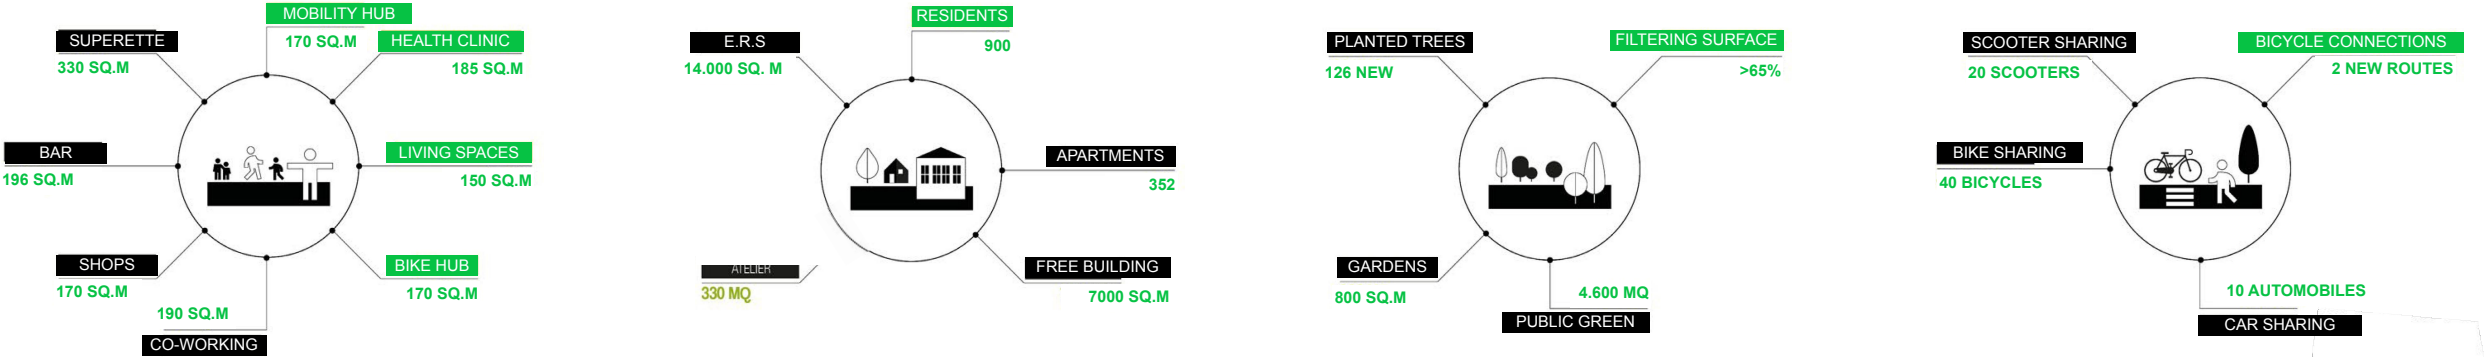 MOBILITY HUB
170 SQ.M
SUPERETTE
330 SQ.M
HEALTH CLINIC
185 SQ.M
BAR
196 SQ.M
LIVING SPACES
150 SQ.M
SHOPS
170 SQ.M
BIKE HUB
170 SQ.M
190 SQ.M
CO-WORKING
RESIDENTS
900
E.R.S
14.000 SQ. M
APARTMENTS
352
ATELIER
330 MQ
FREE BUILDING
7000 SQ.M
PLANTED TREES
126 NEW
FILTERING SURFACE
>65%
GARDENS
800 SQ.M
4.600 MQ
PUBLIC GREEN
SCOOTER SHARING
20 SCOOTERS
BICYCLE CONNECTIONS
2 NEW ROUTES
BIKE SHARING
40 BICYCLES
10 AUTOMOBILES
CAR SHARING